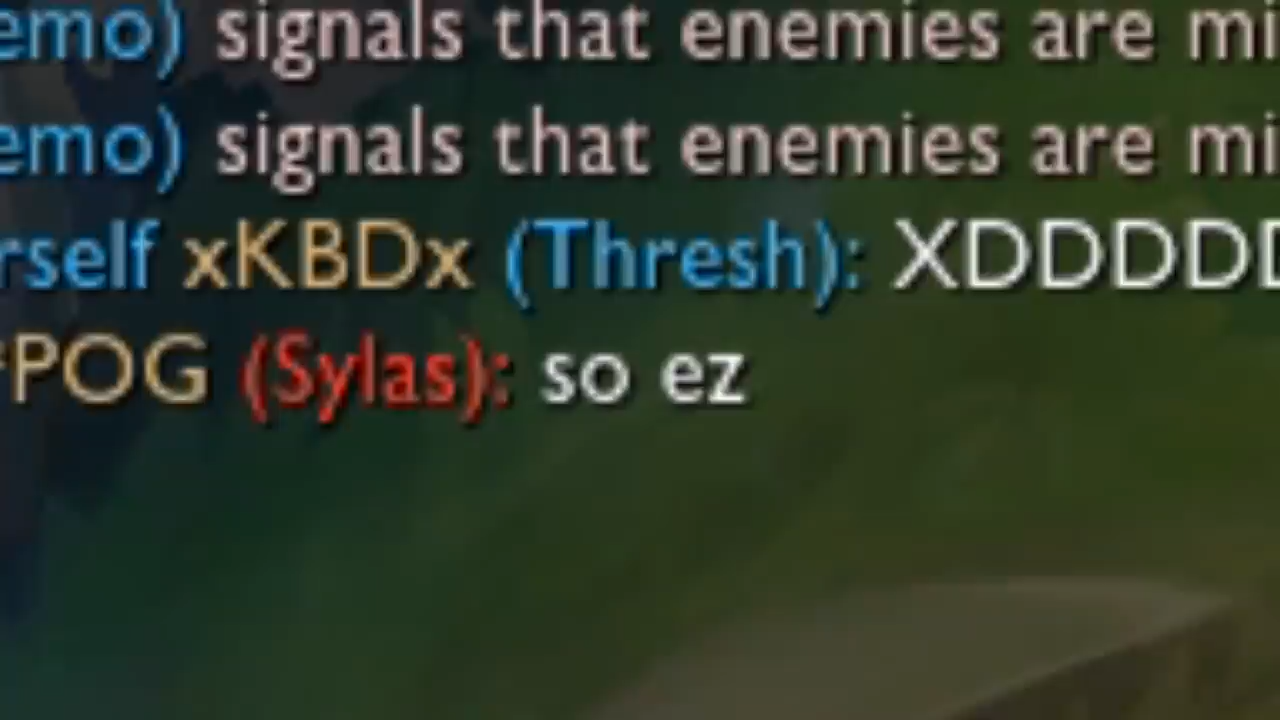 emo) signals that enemies are mi
emo) signals that enemies are mi
rself xKBDx (Thresh): XDDDDD
*POG (Sylas): so ez